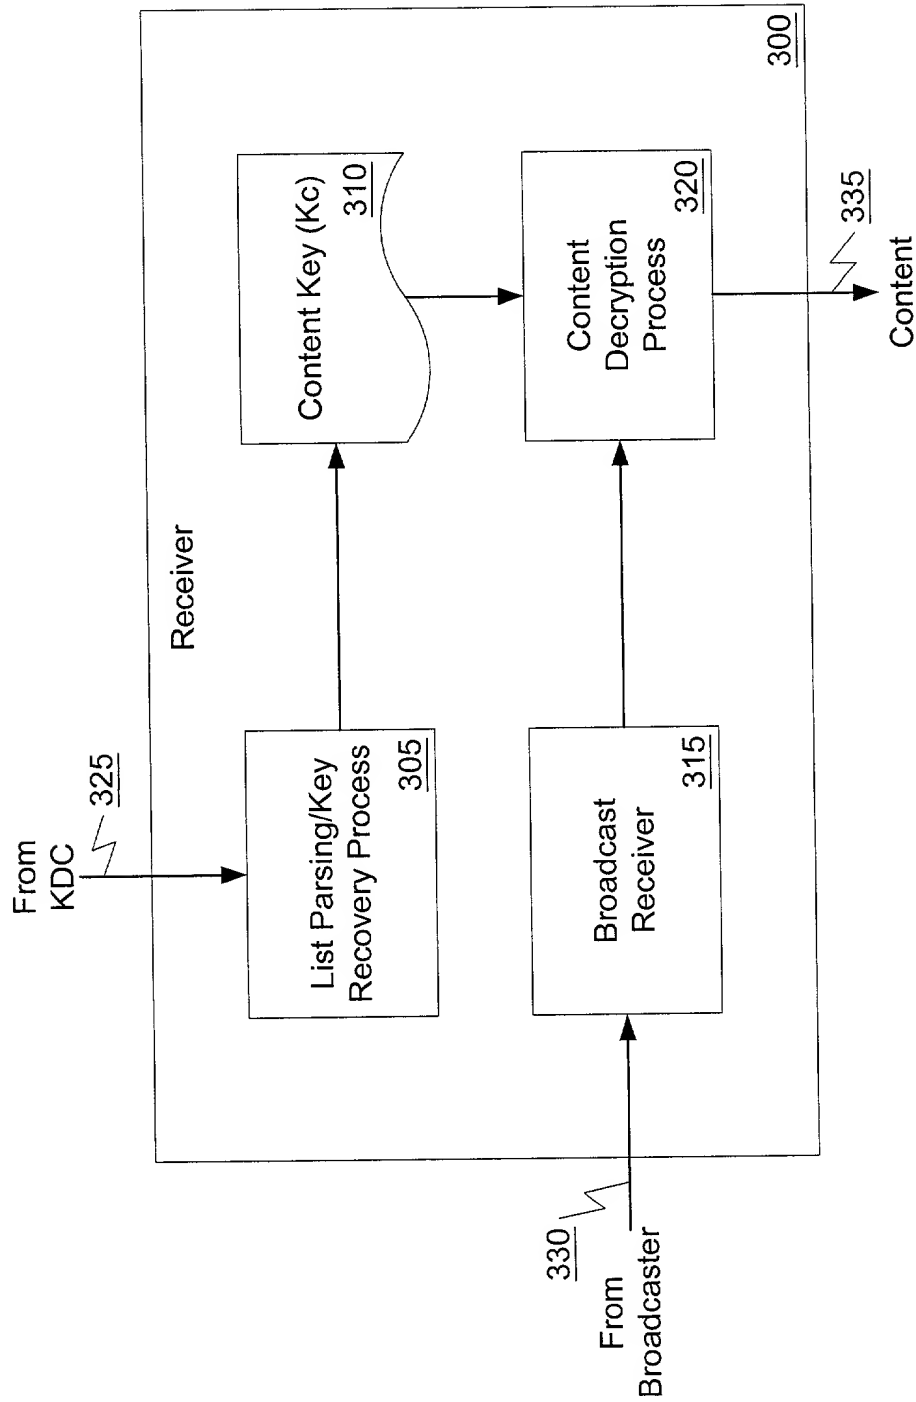 From
KDC
325
Receiver
List Parsing/Key
Recovery Process
305
Content Key (Kc)
310
330
From
Broadcaster
Broadcast
Receiver
315
Content
Decryption
Process
320
335
Content
300